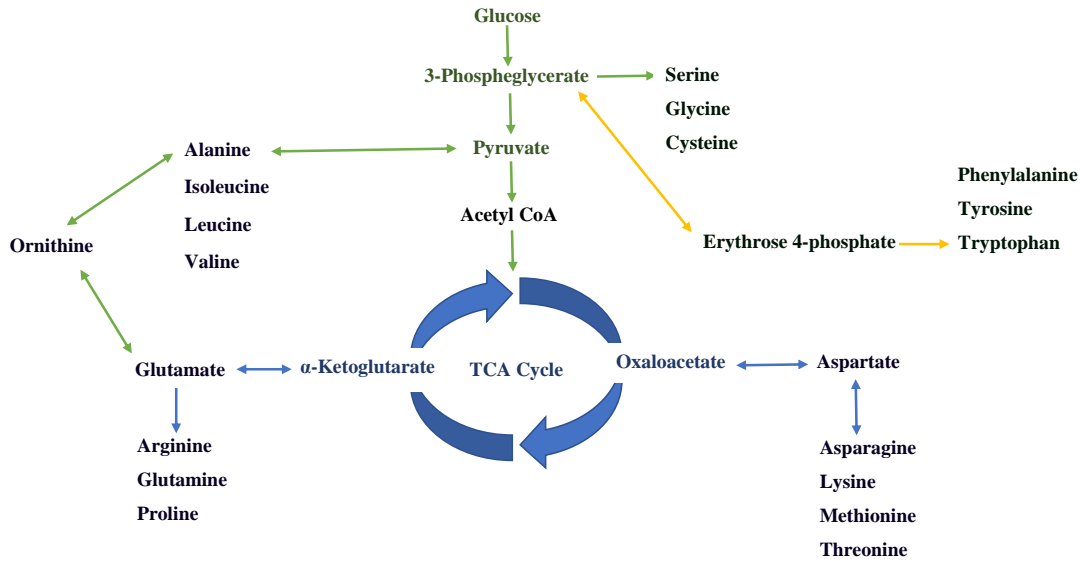 Glucose
3-Phospheglycerate
Serine
Glycine
Cysteine
Pyruvate
Alanine
Isoleucine
Leucine
Valine
Acetyl CoA
Ornithine
Erythrose 4-phosphate
Phenylalanine
Tyrosine
Tryptophan
Glutamate
α-Ketoglutarate
TCA Cycle
Oxaloacetate
Aspartate
Arginine
Glutamine
Proline
Asparagine
Lysine
Methionine
Threonine